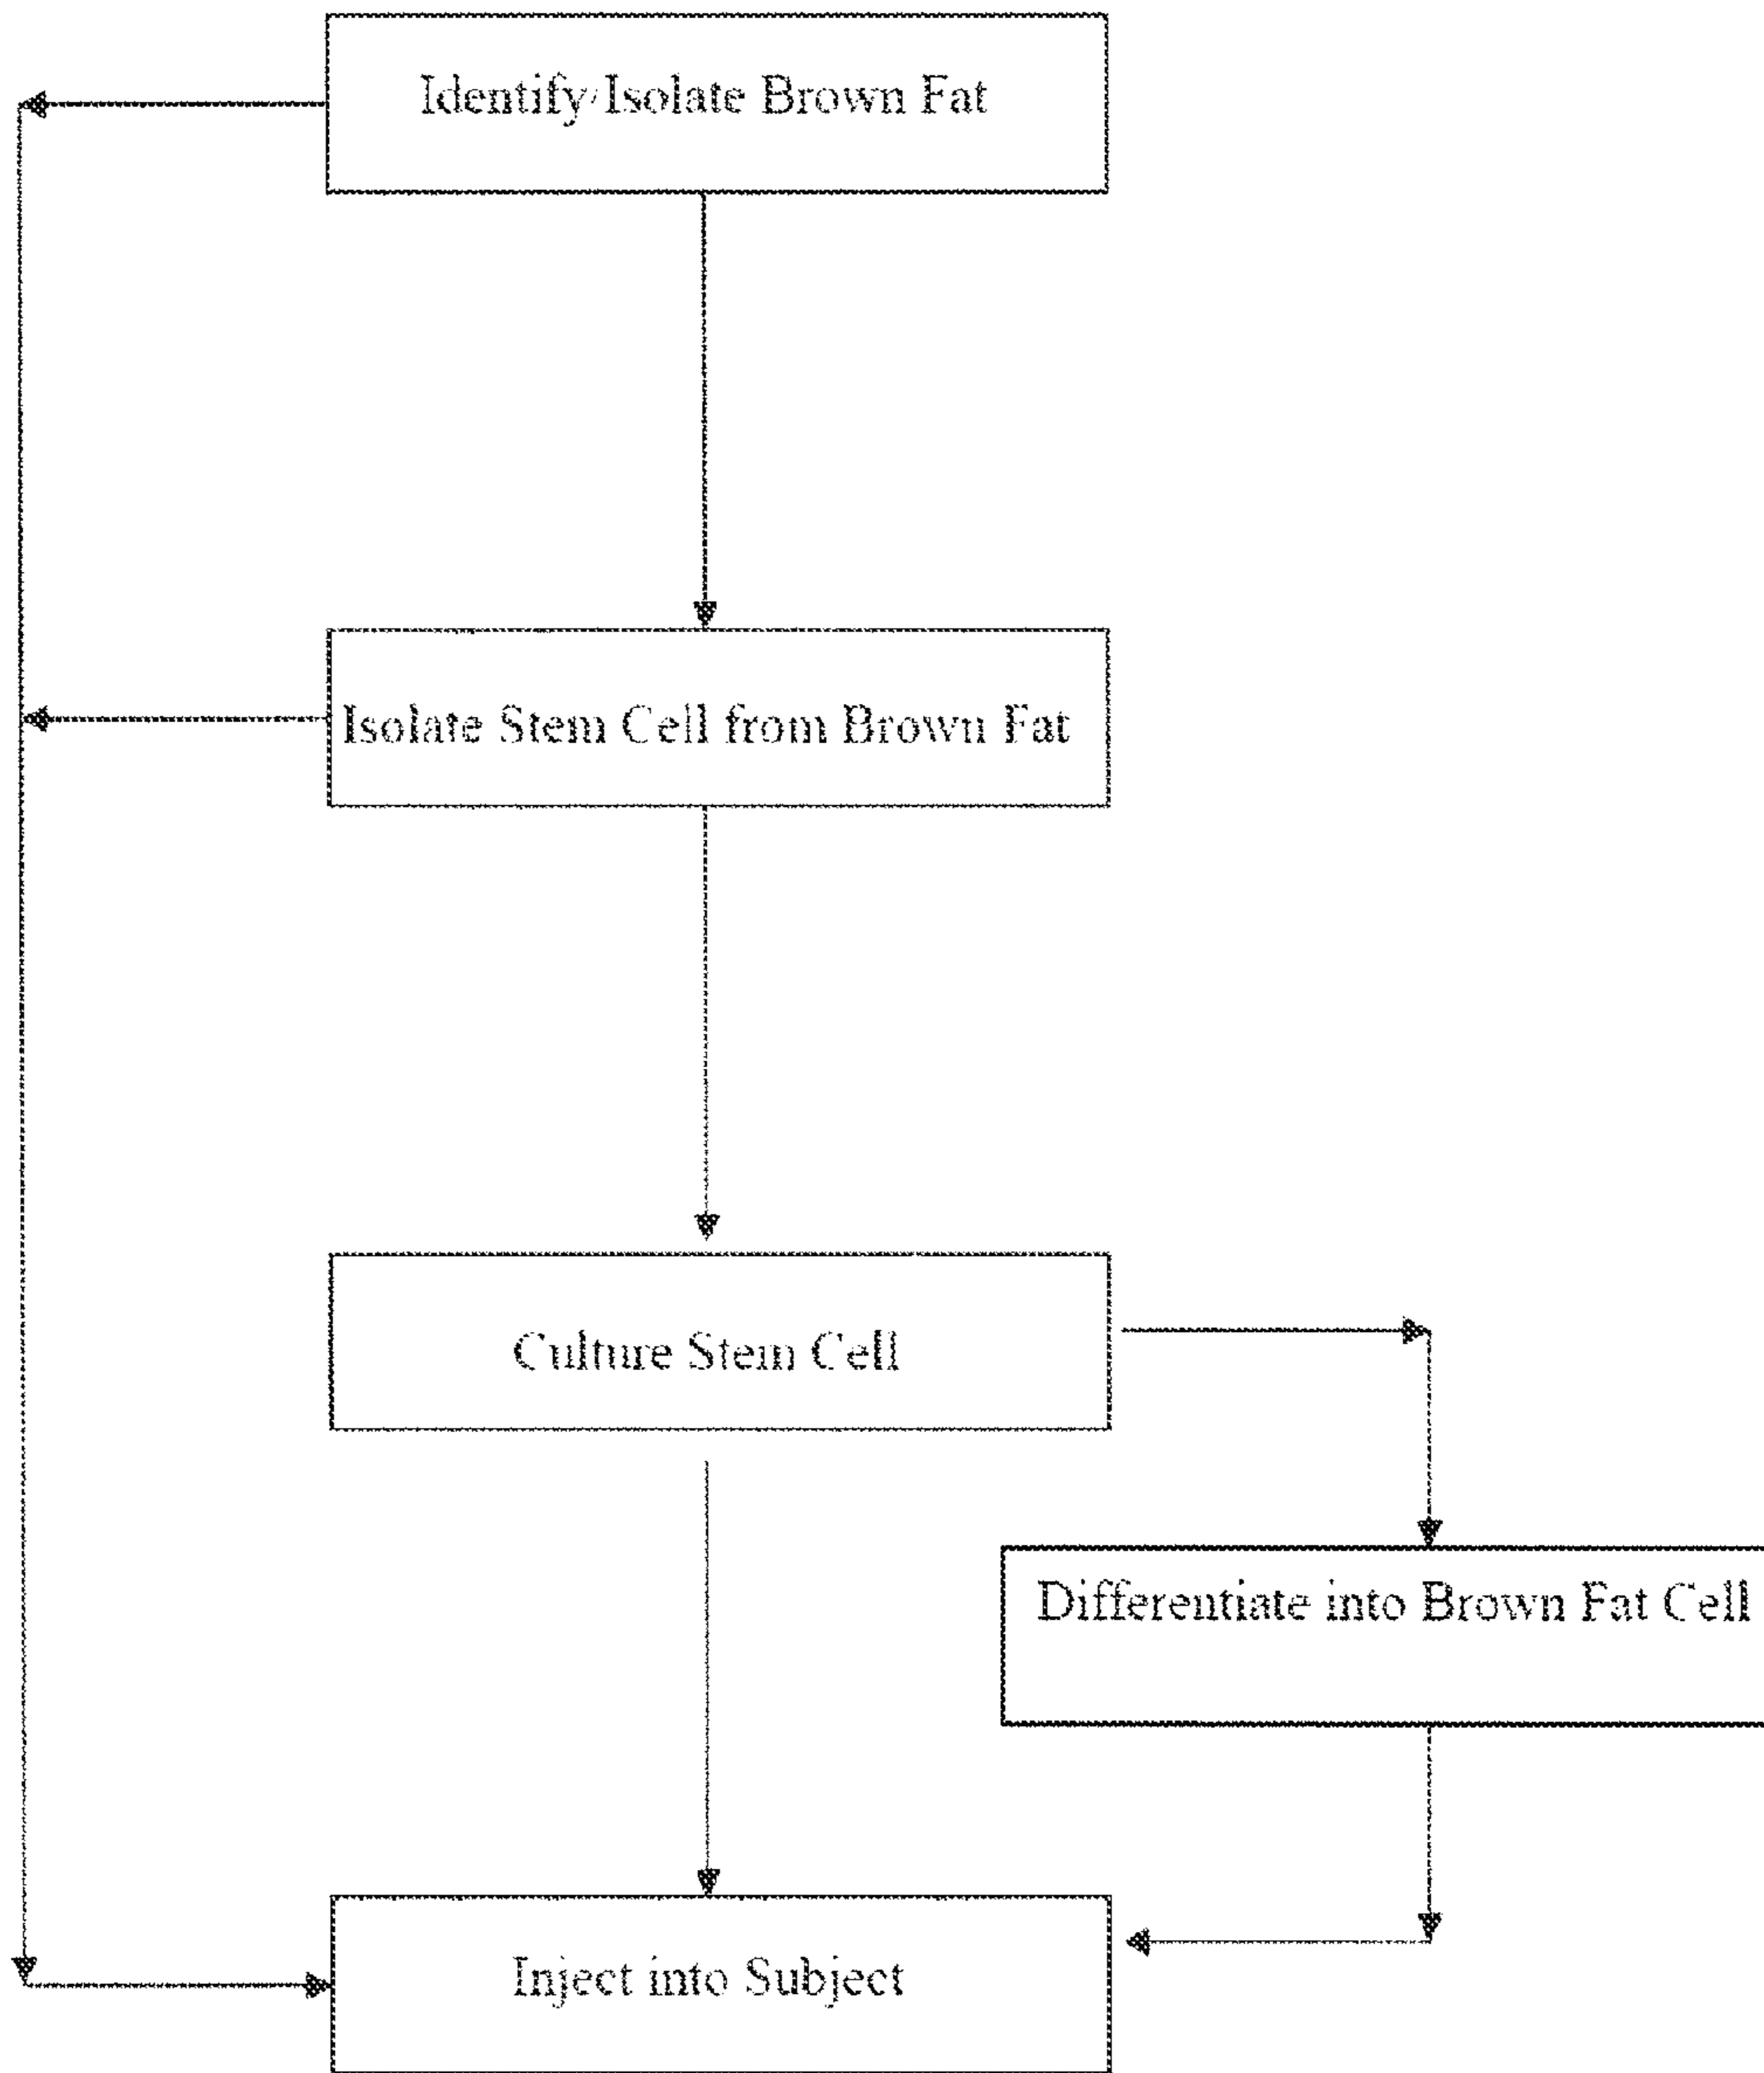 Identify/Isolate Brown Fat
Isolate Stem Cell from Brown Fat
Culture Stem Cell
Differentiate into Brown Fat Cell
Inject into Subject